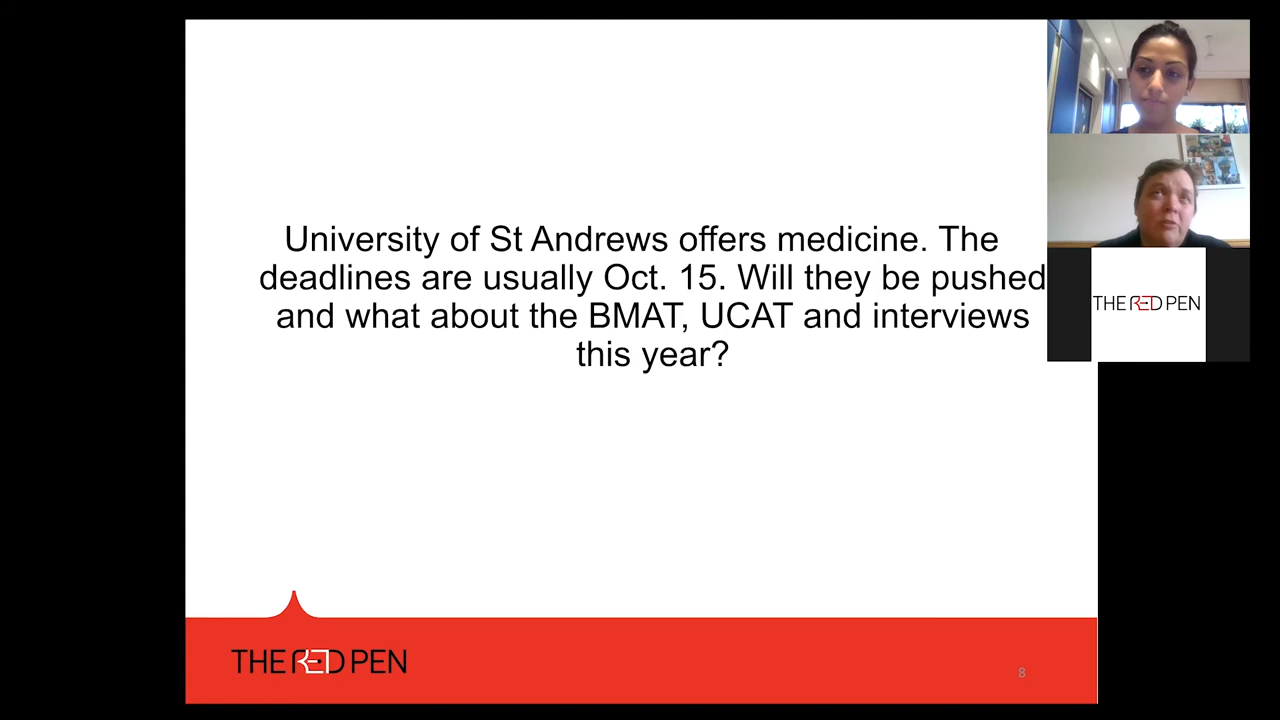 University of St Andrews offers medicine. The
deadlines are usually Oct. 15. Will they be pushed
and what about the BMAT, UCAT and interviews
this year?
THE RED PEN
THE RED PEN
8